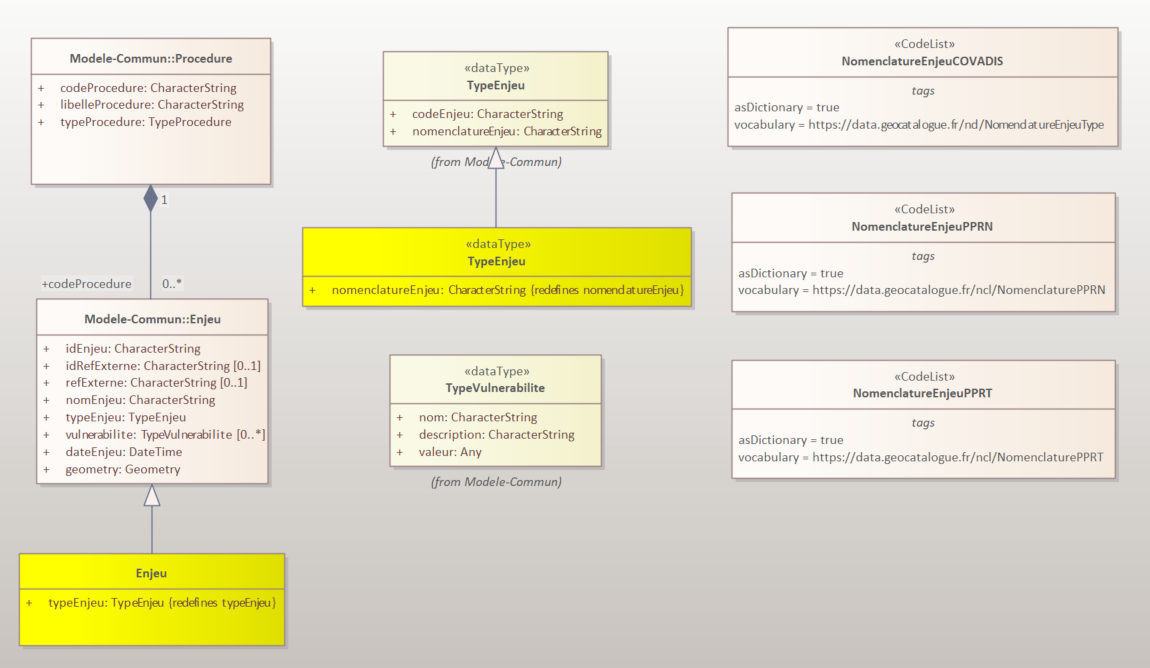 Modele-Commun::Procedure
+ codeProcedure: CharacterString
+ libelleProcedure: CharacterString
+ typeProcedure: TypeProcedure
1
+codeProcedure 0..*
Modele-Commun::Enjeu
+ idEnjeu: CharacterString
+ idRefExterne: CharacterString [0..1]
+ refExterne: CharacterString [0..1]
+ nomEnjeu: CharacterString
+ typeEnjeu: TypeEnjeu
+ vulnerabilite: TypeVulnerabilite [0..*]
+ dateEnjeu: DateTime
+ geometry: Geometry
Enjeu
+ typeEnjeu: TypeEnjeu {redefines typeEnjeu}
«dataType»
TypeEnjeu
+ codeEnjeu: CharacterString
+ nomenclatureEnjeu: CharacterString
(from Modele-Commun)
«dataType»
TypeEnjeu
+ nomenclatureEnjeu: CharacterString {redefines nomenclatureEnjeu}
«dataType»
TypeVulnerabilite
+ nom: CharacterString
+ description: CharacterString
+ valeur: Any
(from Modele-Commun)
«CodeList»
NomenclatureEnjeuCOVADIS
tags
asDictionary = true
vocabulary = https://data.geocatalogue.fr/nd/NomenclatureEnjeuType
«CodeList»
NomenclatureEnjeuPPRN
tags
asDictionary = true
vocabulary = https://data.geocatalogue.fr/ncl/NomenclaturePPRN
«CodeList»
NomenclatureEnjeuPPRT
tags
asDictionary = true
vocabulary = https://data.geocatalogue.fr/ncl/NomenclaturePPRT